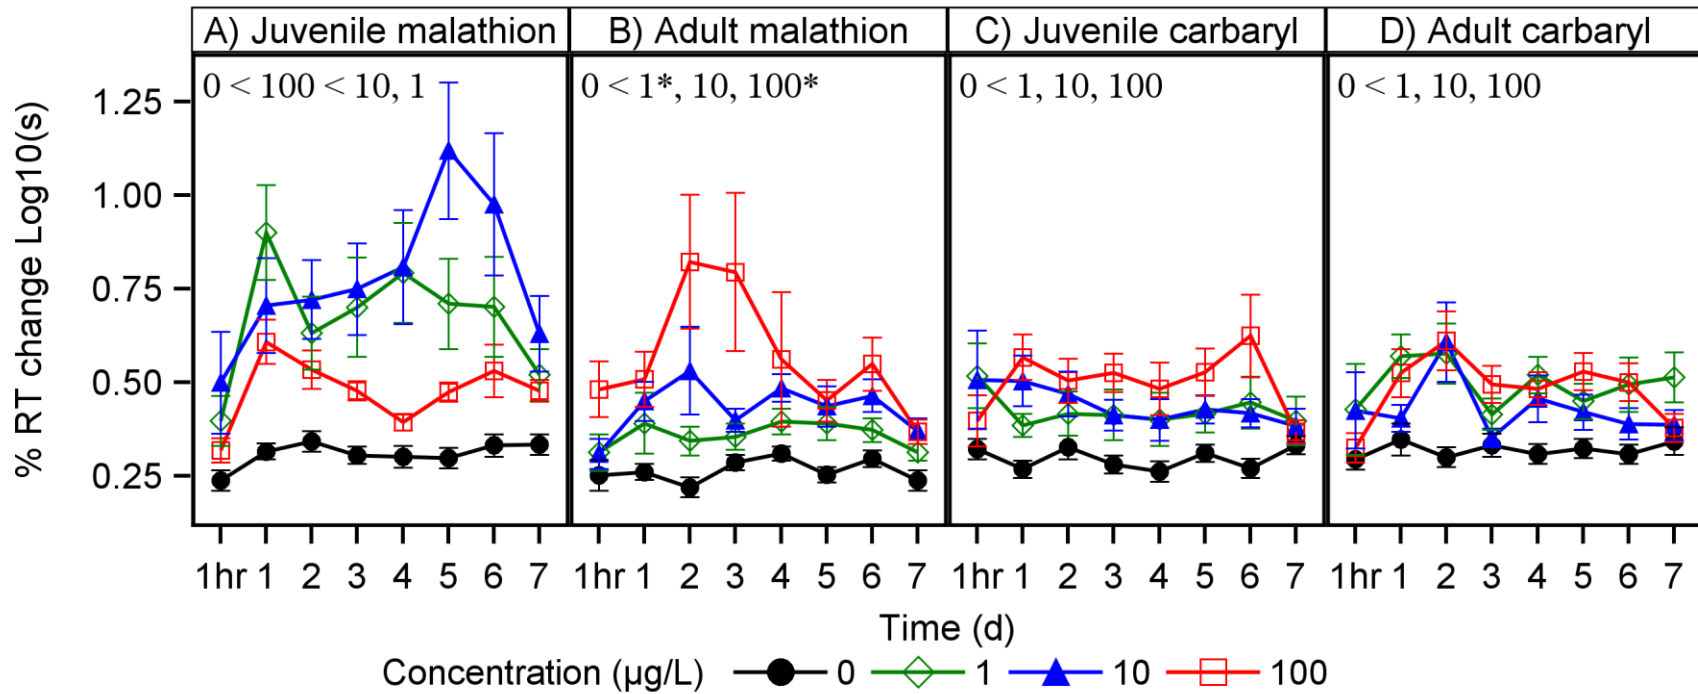 A) Juvenile malathion B) Adult malathion C) Juvenile carbaryl D) Adult carbaryl
0 < 100 < 10, 1 0 < 1*, 10, 100* 0 < 1, 10, 100 0 < 1, 10, 100
% RT change Log10(s)
1.25
1.00
0.75
0.50
0.25
1hr 1 2 3 4 5 6 7 1hr 1 2 3 4 5 6 7 1hr 1 2 3 4 5 6 7 1hr 1 2 3 4 5 6 7
Time (d)
Concentration (µg/L) 0 1 10 100